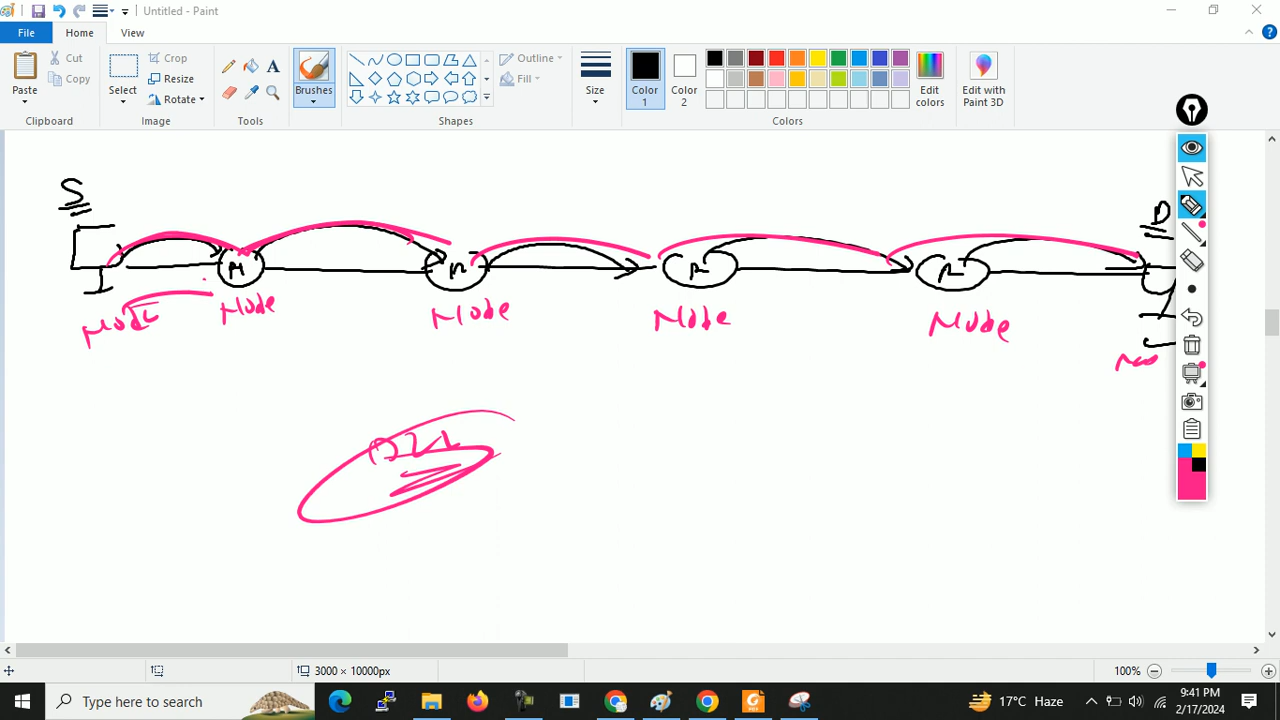 Untitled - Paint
File Home View
Paste
Cut
Copy
Clipboard
Select
Crop
Resize
Rotate
Image
Tools
Brushes
Shapes
Outline
Fill
Size
Color 1
Color 2
Edit colors
Colors
Edit with Paint 3D
S
D
Node Node Node Node
3000 × 10000px
100%
Type here to search
17°C Haze
9:41 PM
2/17/2024